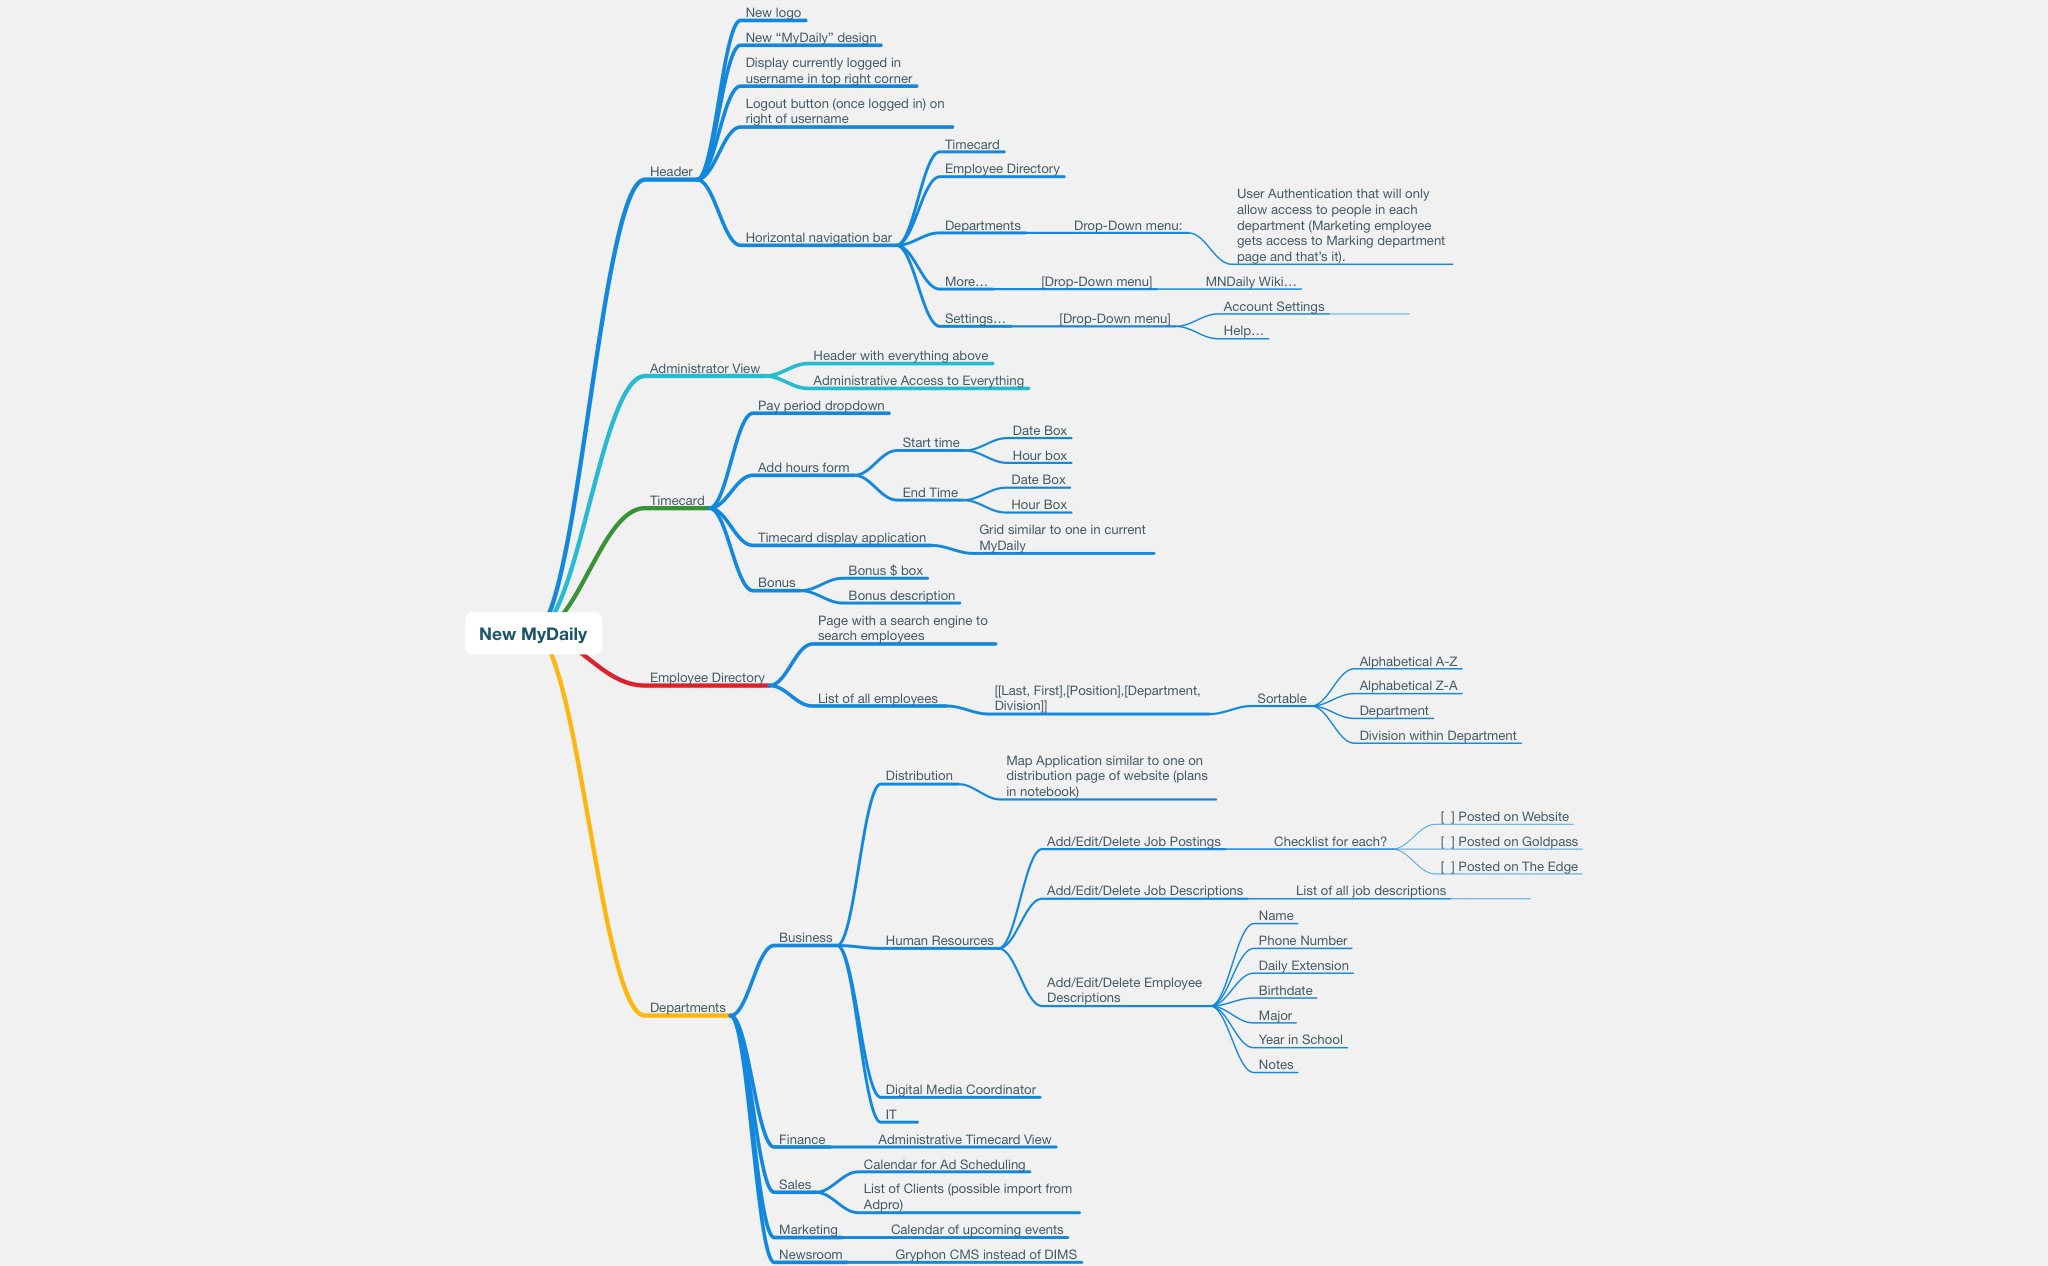 New logo
New “MyDaily” design
Display currently logged in
username in top right corner
Logout button (once logged in) on
right of username
Header
Horizontal navigation bar
Timecard
Employee Directory
Departments
Drop-Down menu:
User Authentication that will only
allow access to people in each
department (Marketing employee
gets access to Marking department
page and that’s it).
More…
[Drop-Down menu]
MNDaily Wiki…
Settings…
[Drop-Down menu]
Account Settings
Help…
Administrator View
Header with everything above
Administrative Access to Everything
Timecard
Pay period dropdown
Add hours form
Start time
Date Box
Hour box
End Time
Date Box
Hour Box
Timecard display application
Grid similar to one in current
MyDaily
Bonus
Bonus $ box
Bonus description
New MyDaily
Employee Directory
Page with a search engine to
search employees
List of all employees
[[Last, First],[Position],[Department,
Division]]
Sortable
Alphabetical A-Z
Alphabetical Z-A
Department
Division within Department
Departments
Business
Distribution
Map Application similar to one on
distribution page of website (plans
in notebook)
Human Resources
Add/Edit/Delete Job Postings
Checklist for each?
[  ] Posted on Website
[  ] Posted on Goldpass
[  ] Posted on The Edge
Add/Edit/Delete Job Descriptions
List of all job descriptions
Add/Edit/Delete Employee
Descriptions
Name
Phone Number
Daily Extension
Birthdate
Major
Year in School
Notes
Digital Media Coordinator
IT
Finance
Administrative Timecard View
Sales
Calendar for Ad Scheduling
List of Clients (possible import from
Adpro)
Marketing
Calendar of upcoming events
Newsroom
Gryphon CMS instead of DIMS